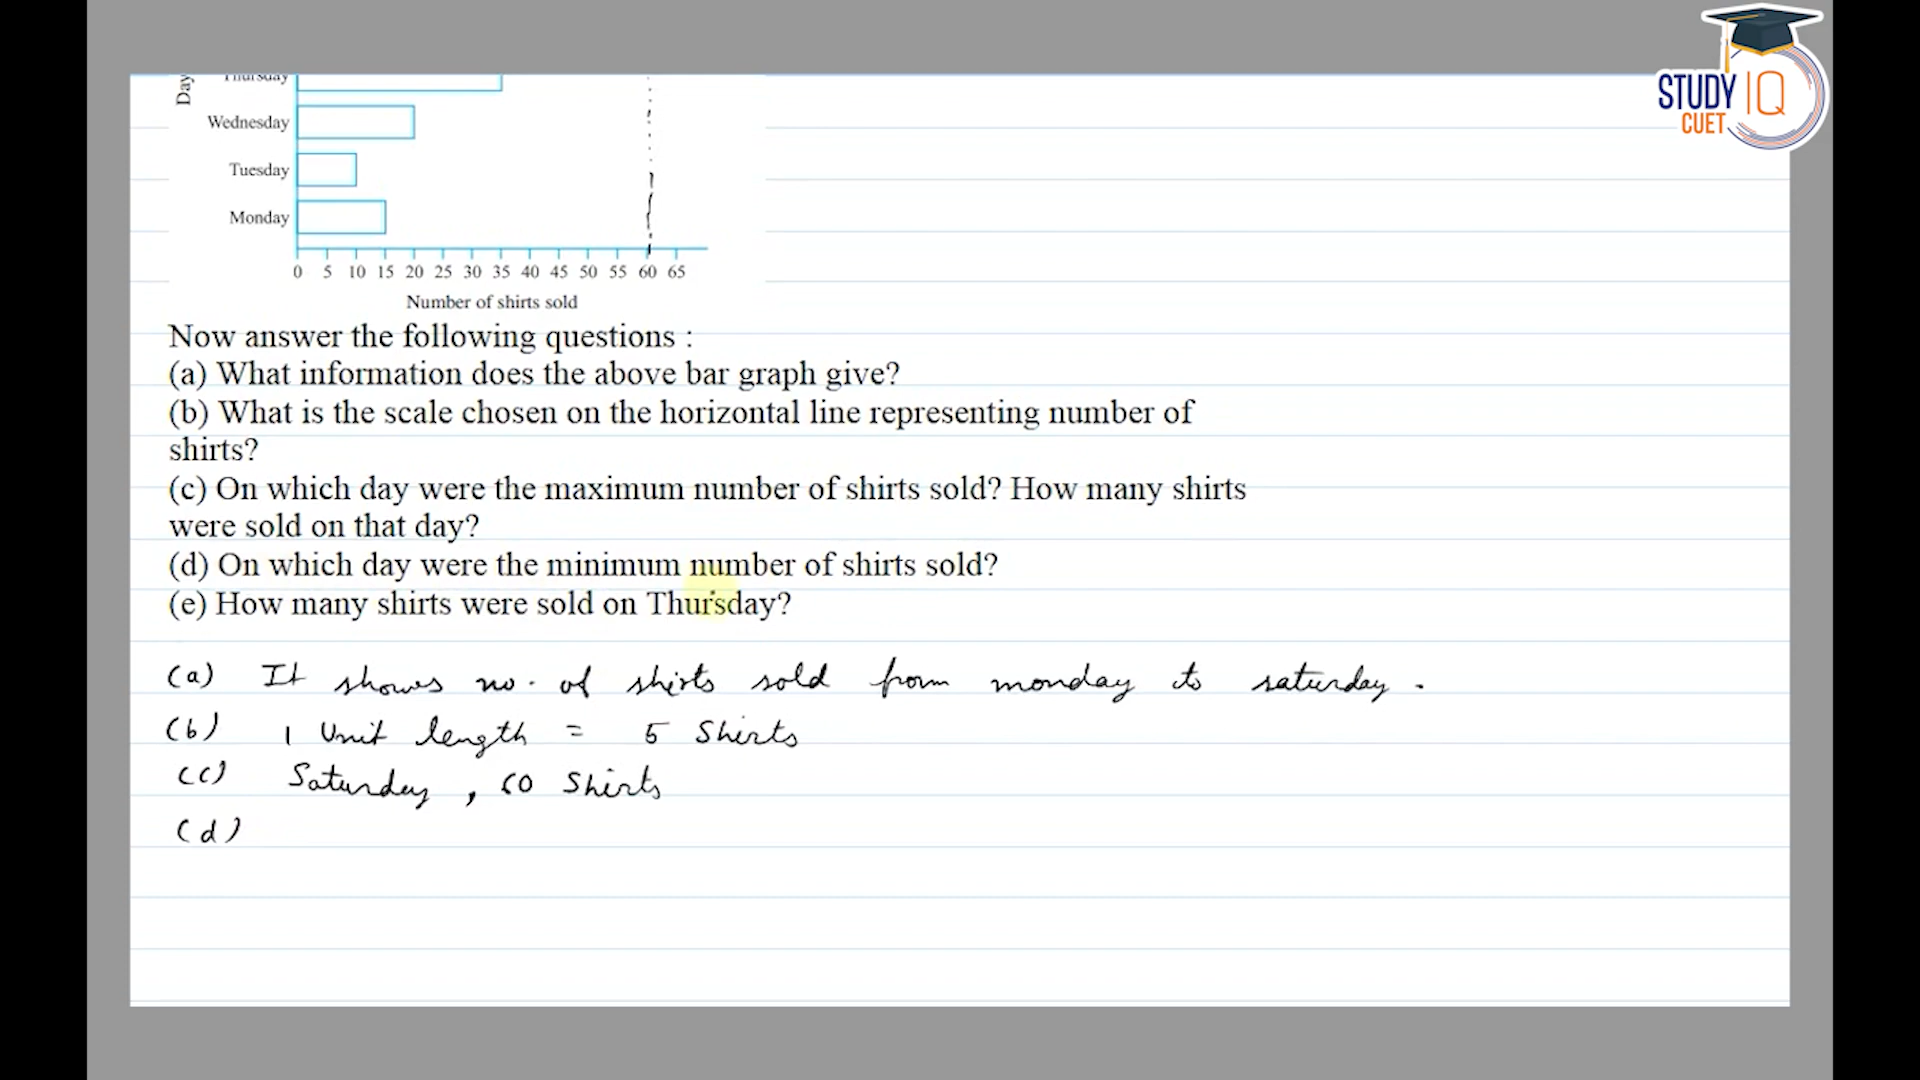 STUDY IQ
CUET
Day
Thursday
Wednesday
Tuesday
Monday
0 5 10 15 20 25 30 35 40 45 50 55 60 65
Number of shirts sold
Now answer the following questions :
(a) What information does the above bar graph give?
(b) What is the scale chosen on the horizontal line representing number of
shirts?
(c) On which day were the maximum number of shirts sold? How many shirts
were sold on that day?
(d) On which day were the minimum number of shirts sold?
(e) How many shirts were sold on Thursday?
(a) It shows no. of shirts sold from monday to saturday .
(b) 1 Unit length = 5 Shirts
(c) Saturday , 60 Shirts
(d)